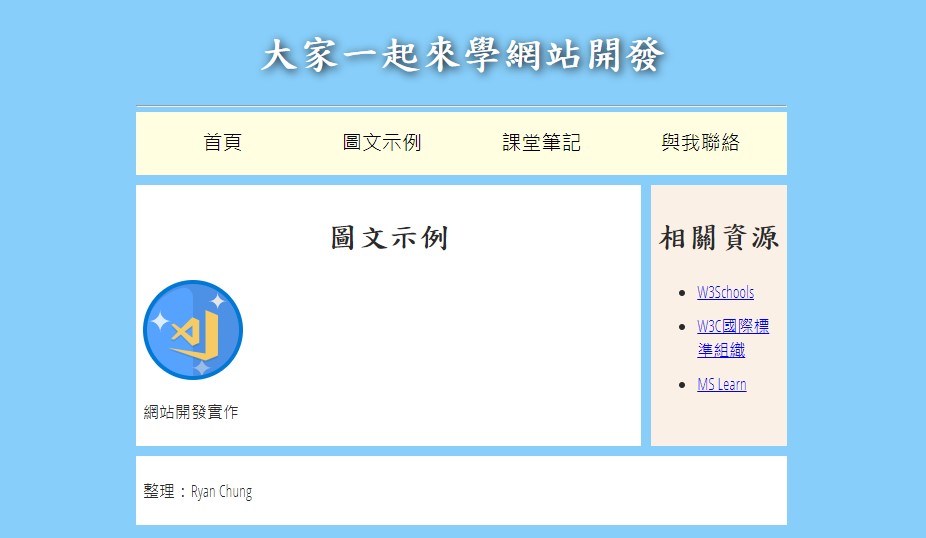 大家一起來學網站開發
首頁 圖文示例 課堂筆記 與我聯絡
圖文示例
網站開發實作
相關資源
W3Schools
W3C國際標
準組織
MS Learn
整理：Ryan Chung